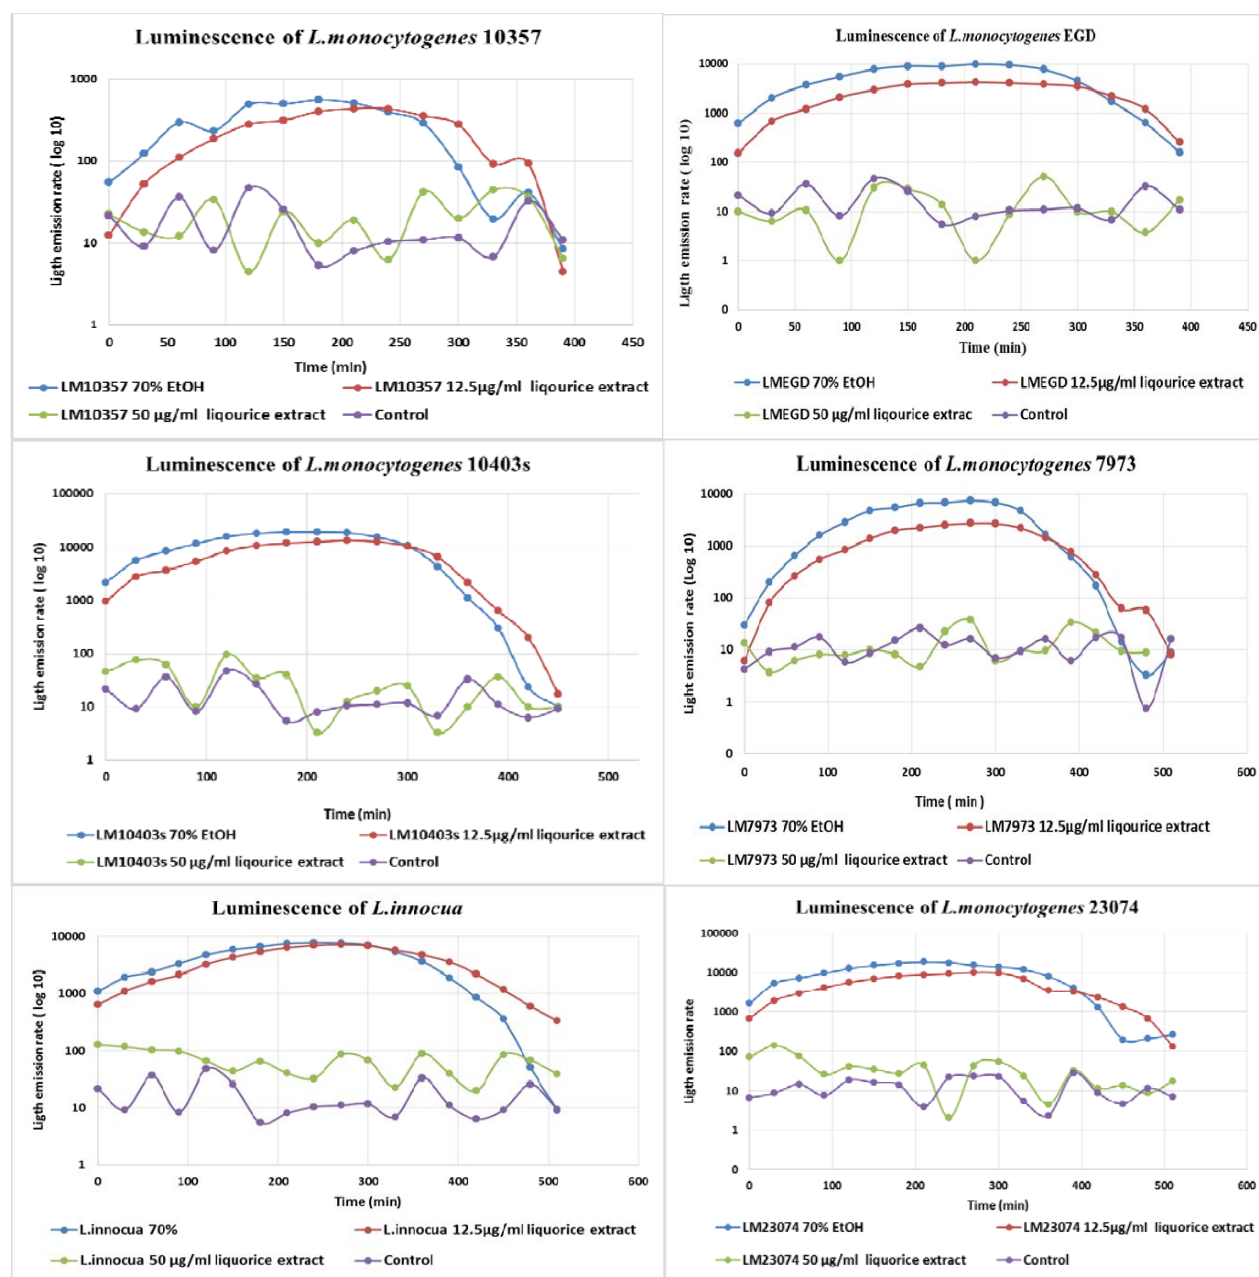 Luminescence of L.monocytogenes 10357
1000
100
10
1
Ligth emission rate ( log 10)
0 50 100 150 200 250 300 350 400 450
Time (min)
LM10357 70% EtOH
LM10357 12.5µg/ml liqourice extract
LM10357 50 µg/ml liqourice extract
Control
Luminescence of L.monocytogenes EGD
10000
1000
100
10
1
0
Ligth emission rate ( log 10)
0 50 100 150 200 250 300 350 400 450
Time (min)
LMEGD 70% EtOH
LMEGD 12.5µg/ml liqourice extract
LMEGD 50 µg/ml liqourice extrac
Control
Luminescence of L.monocytogenes 10403s
100000
10000
1000
100
10
1
Ligth emission rate ( log 10)
0 100 200 300 400 500
Time (min)
LM10403s 70% EtOH
LM10403s 12.5µg/ml liqourice extract
LM10403s 50 µg/ml liqourice extract
Control
Luminescence of L.monocytogenes 7973
10000
1000
100
10
1
0
Light emission rate ( Log 10)
0 100 200 300 400 500 600
Time ( min )
LM7973 70% EtOH
LM7973 12.5µg/ml liqourice extract
LM7973 50 µg/ml liqourice extract
Control
Luminescence of L.innocua
10000
1000
100
10
1
Ligth emission rate ( log 10)
0 100 200 300 400 500 600
Time (min)
L.innocua 70%
L.innocua 12.5µg/ml liquorice extract
L.innocua 50 µg/ml liquorice extract
Control
Luminescence of L.monocytogenes 23074
100000
10000
1000
100
10
1
0
Ligth emission rate
0 100 200 300 400 500 600
Time (min)
LM23074 70% EtOH
LM23074 12.5µg/ml liqourice extract
LM23074 50 µg/ml liqourice extract
Control